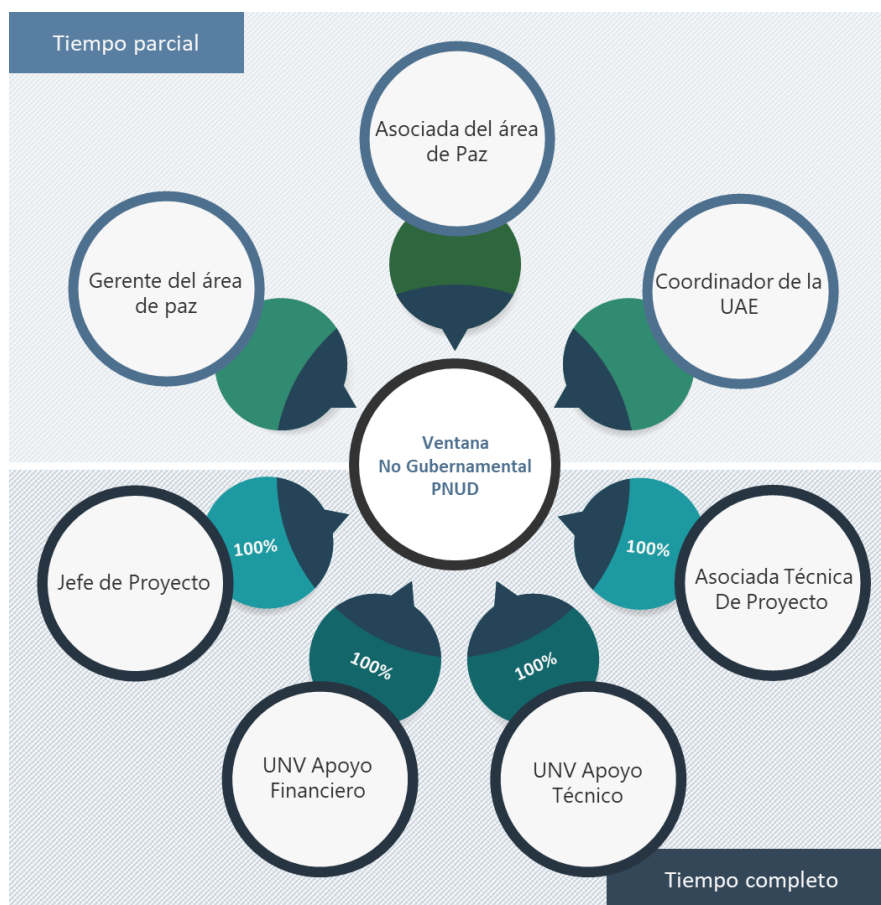 Tiempo parcial
Asociada del área
de Paz
Gerente del área
de paz
Coordinador de la
UAE
Ventana
No Gubernamental
PNUD
100%
Jefe de Proyecto
100%
Asociada Técnica
De Proyecto
100%
UNV Apoyo
Financiero
100%
UNV Apoyo
Técnico
Tiempo completo